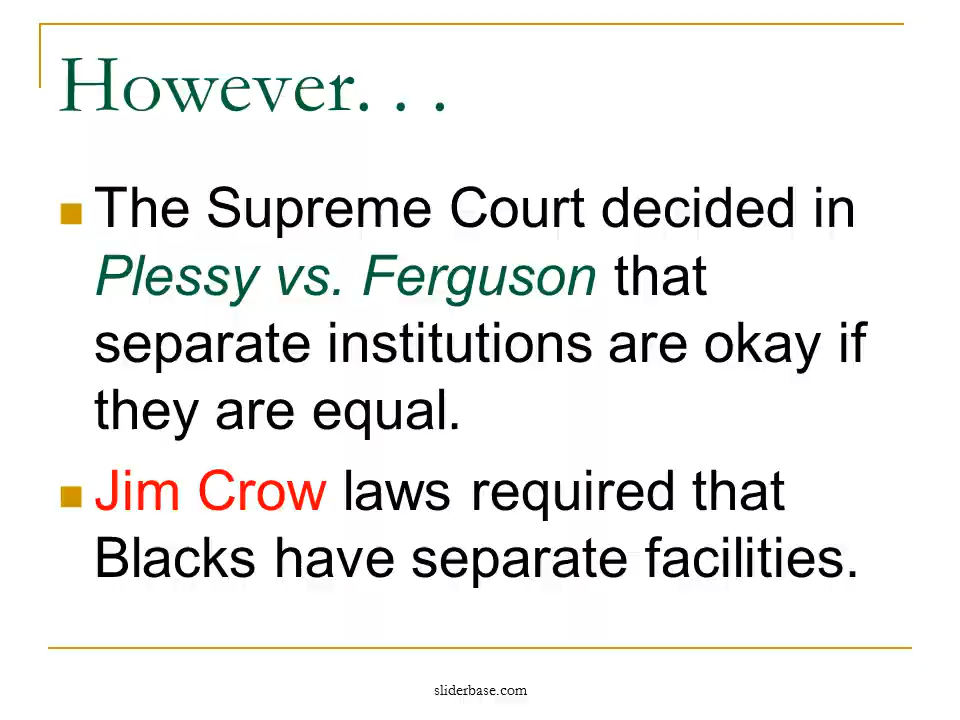 However. . .
The Supreme Court decided in
Plessy vs. Ferguson that
separate institutions are okay if
they are equal.
Jim Crow laws required that
Blacks have separate facilities.
sliderbase.com